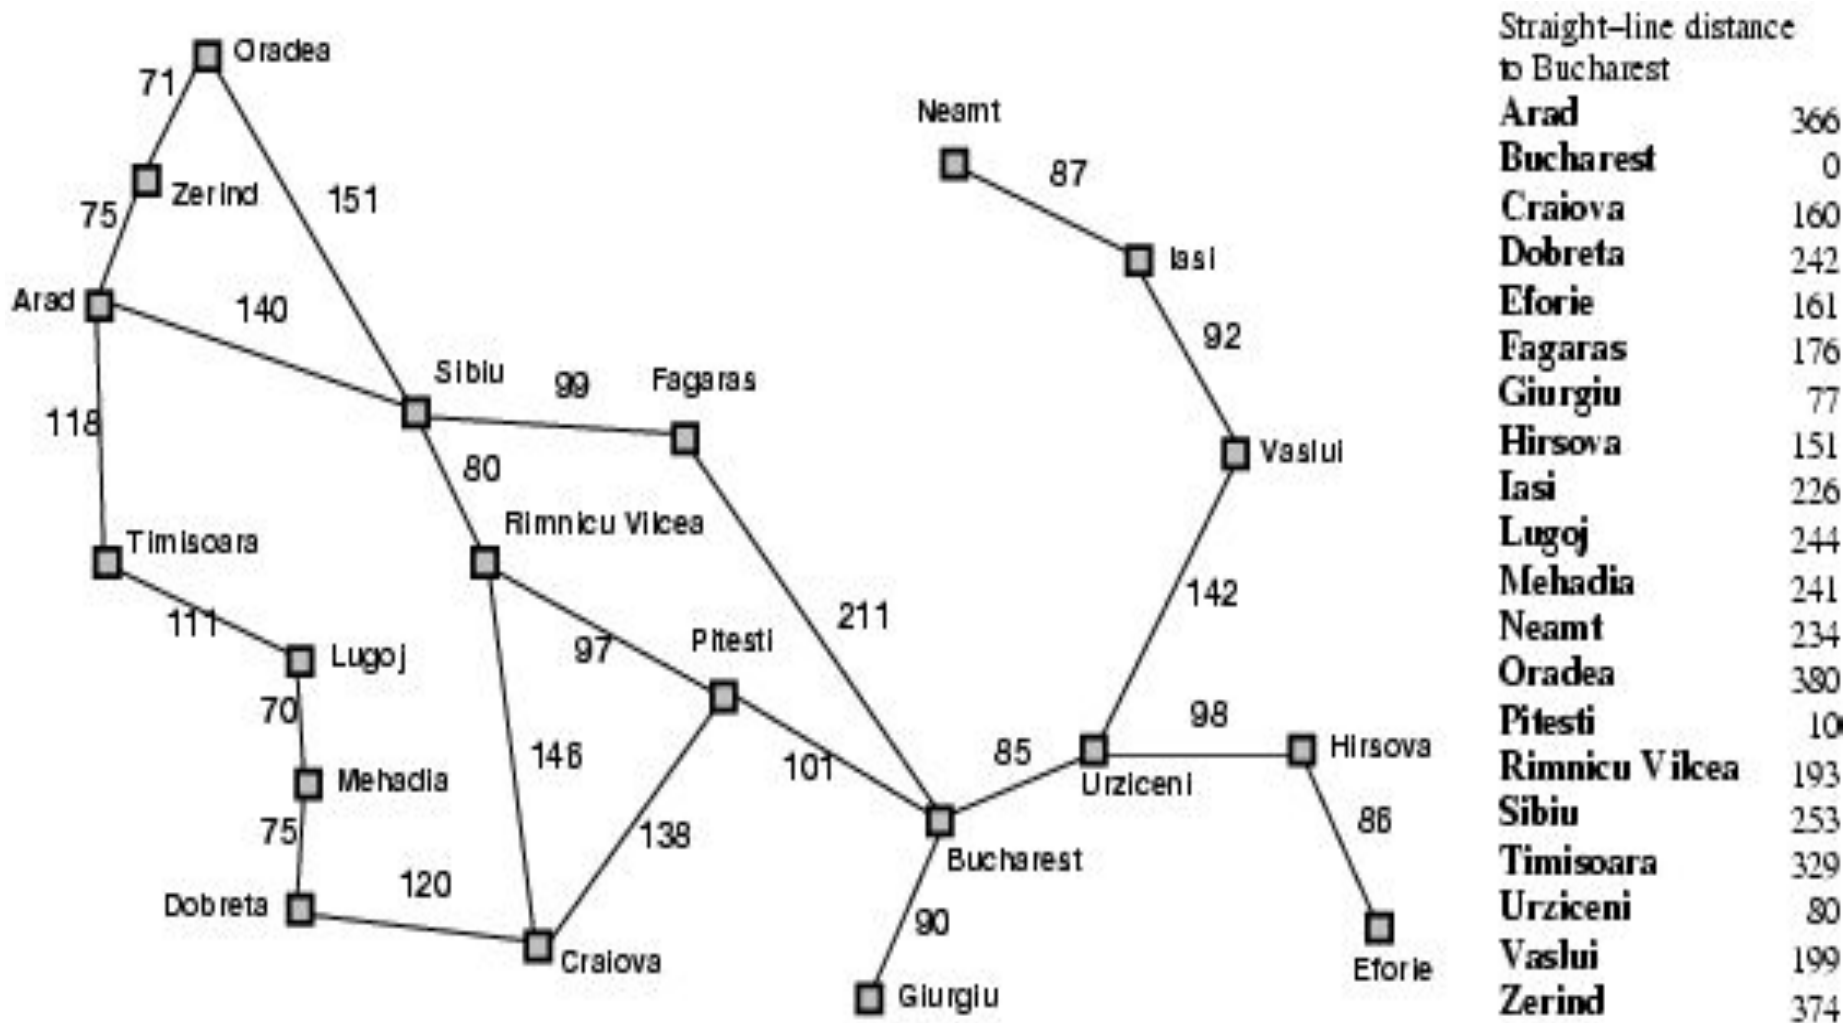 Oradea
71
Neamt
87
Zerind
151
75
Iasi
Arad
140
92
Sibiu
99
Fagaras
118
80
Vaslui
Rimnicu Vilcea
Timisoara
142
211
111
97
Pitesti
Lugoj
70
98
Hirsova
146
85
101
Mehadia
Urziceni
75
138
86
Bucharest
120
Dobreta
90
Craiova
Eforie
Giurgiu
Straight–line distance
to Bucharest
Arad 366
Bucharest 0
Craiova 160
Dobreta 242
Eforie 161
Fagaras 176
Giurgiu 77
Hirsova 151
Iasi 226
Lugoj 244
Mehadia 241
Neamt 234
Oradea 380
Pitesti
Rimnicu Vilcea 193
Sibiu 253
Timisoara 329
Urziceni 80
Vaslui 199
Zerind 374